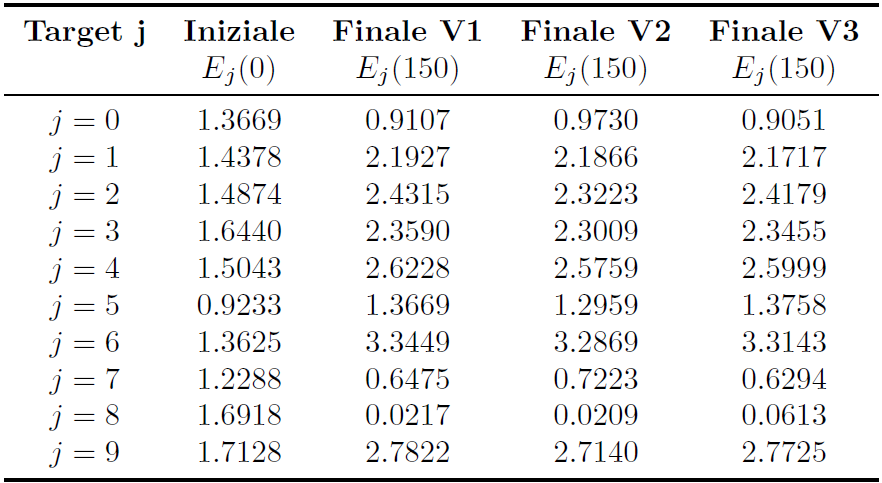 Target j Iniziale Finale V1 Finale V2 Finale V3
E_j(0) E_j(150) E_j(150) E_j(150)
j = 0 1.3669 0.9107 0.9730 0.9051
j = 1 1.4378 2.1927 2.1866 2.1717
j = 2 1.4874 2.4315 2.3223 2.4179
j = 3 1.6440 2.3590 2.3009 2.3455
j = 4 1.5043 2.6228 2.5759 2.5999
j = 5 0.9233 1.3669 1.2959 1.3758
j = 6 1.3625 3.3449 3.2869 3.3143
j = 7 1.2288 0.6475 0.7223 0.6294
j = 8 1.6918 0.0217 0.0209 0.0613
j = 9 1.7128 2.7822 2.7140 2.7725